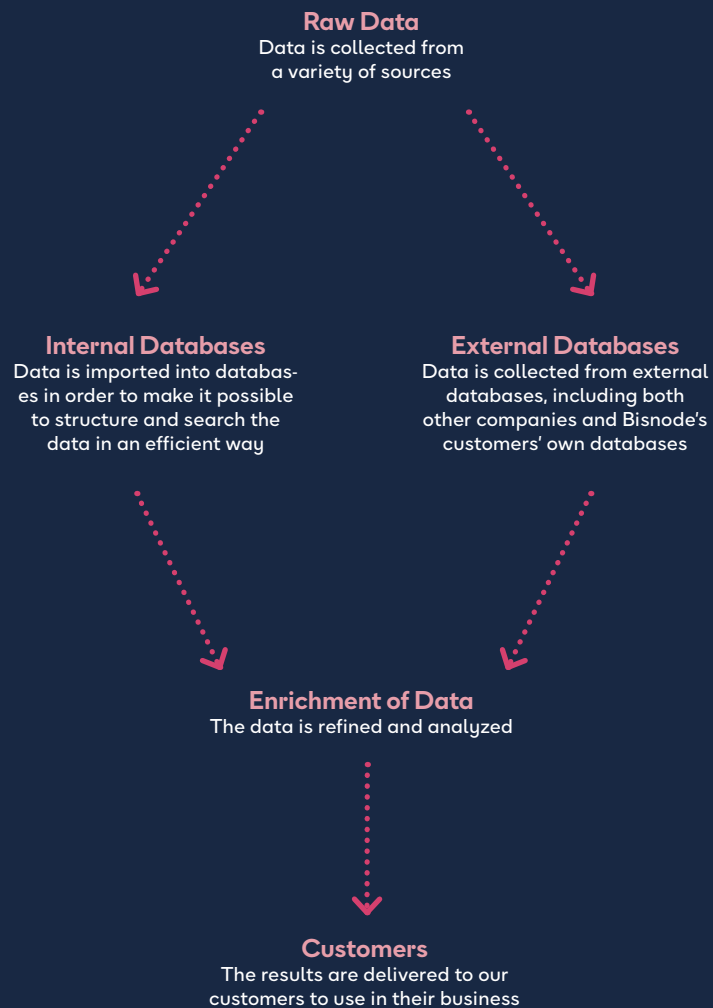 Raw Data
Data is collected from
a variety of sources
Internal Databases
Data is imported into databas-
es in order to make it possible
to structure and search the
data in an efficient way
External Databases
Data is collected from external
databases, including both
other companies and Bisnode's
customers' own databases
Enrichment of Data
The data is refined and analyzed
Customers
The results are delivered to our
customers to use in their business